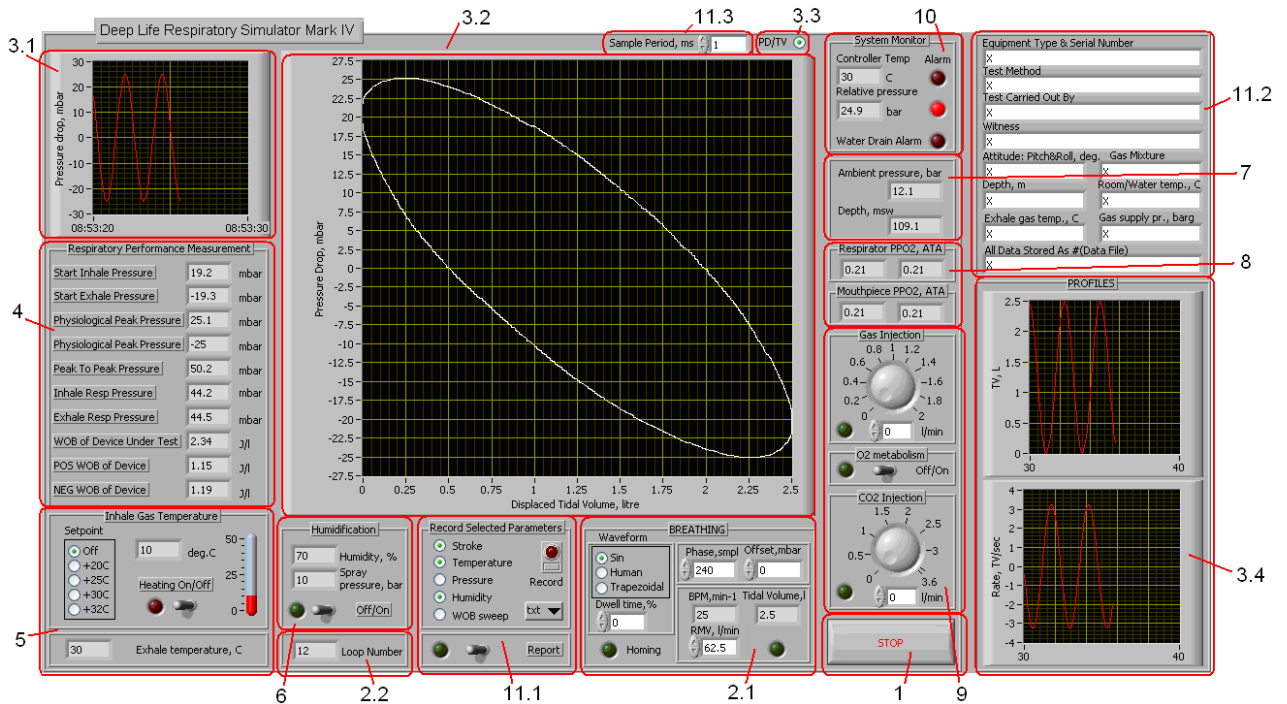 3.1
3.2
11.3
3.3
10
Deep Life Respiratory Simulator Mark IV
Sample Period, ms 1
PD/TV
30
20
10
0
-10
-20
-30
Pressure drop, mbar
08:53:20 08:53:30
Respiratory Performance Measurement
Start Inhale Pressure 19.2 mbar
Start Exhale Pressure -19.3 mbar
Physiological Peak Pressure 25.1 mbar
Physiological Peak Pressure -25 mbar
Peak To Peak Pressure 50.2 mbar
Inhale Resp Pressure 44.2 mbar
Exhale Resp Pressure 44.5 mbar
WOB of Device Under Test 2.34 J/l
POS WOB of Device 1.15 J/l
NEG WOB of Device 1.19 J/l
4
27.5
25
22.5
20
17.5
15
12.5
10
7.5
5
2.5
0
-2.5
-5
-7.5
-10
-12.5
-15
-17.5
-20
-22.5
-25
-27.5
Pressure Drop, mbar
0 0.25 0.5 0.75 1 1.25 1.5 1.75 2 2.25 2.5
Displaced Tidal Volume, litre
System Monitor
Controller Temp Alarm
30 C
Relative pressure
24.9 bar
Water Drain Alarm
Ambient pressure, bar
12.1
Depth, msw
109.1
7
Respirator PPO2, ATA
0.21 0.21
Mouthpiece PPO2, ATA
0.21 0.21
8
Gas Injection
0 0.2 0.4 0.6 0.8 1 1.2 1.4 1.6 1.8 2
0 l/min
O2 metabolism
Off/On
CO2 Injection
0 0.5 1 1.5 2 2.5 3 3.6
0 l/min
9
STOP
1
Equipment Type & Serial Number
X
Test Method
X
Test Carried Out By
X
Witness
X
Attitude: Pitch&Roll, deg. Gas Mixture
X X
Depth, m Room/Water temp., C
X X
Exhale gas temp., C Gas supply pr., barg
X X
All Data Stored As #(Data File)
X
11.2
PROFILES
2.5
2
1.5
1
0.5
0
TV, L
30 40
4
3
2
1
0
-1
-2
-3
-4
Rate, TV/sec
30 40
3.4
Inhale Gas Temperature
Setpoint
Off
+20C
+25C
+30C
+32C
10 deg.C
Heating On/Off
50
25
0
30 Exhale temperature, C
5
Humidification
70 Humidity, %
10 Spray
pressure, bar
Off/On
6
12 Loop Number
2.2
Record Selected Parameters
Stroke
Temperature
Pressure
Humidity
WOB sweep
Record
txt
Report
11.1
BREATHING
Waveform
Sin
Human
Trapezoidal
Dwell time,%
0
Homing
Phase,smpl Offset,mbar
240 0
BPM,min-1 Tidal Volume,l
25 2.5
RMV, l/min
62.5
2.1